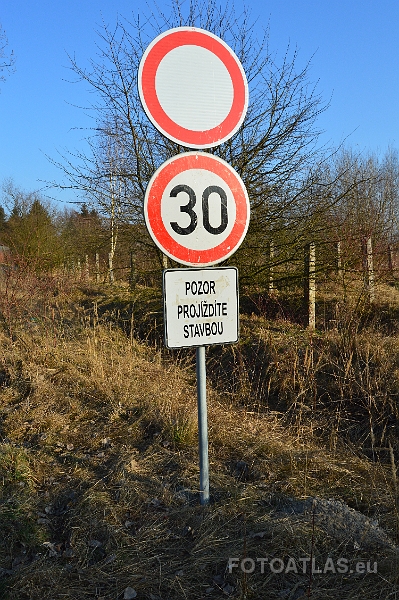 30
POZOR
PROJÍŽDÍTE
STAVBOU
FOTOATLAS.eu